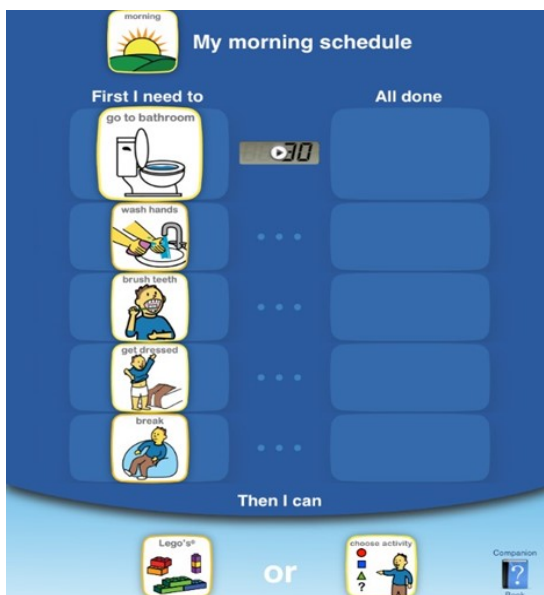 morning
My morning schedule
First I need to
All done
go to bathroom
30
wash hands
brush teeth
get dressed
break
Then I can
Lego's®
or
choose activity
?
Companion
?
Book